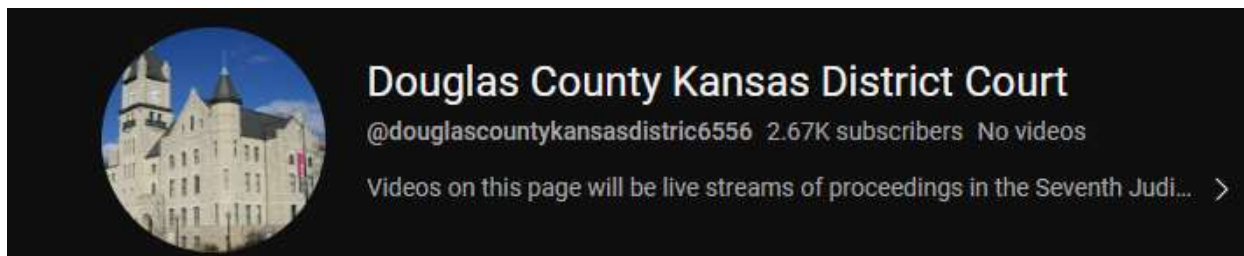 Douglas County Kansas District Court
@douglascountykansasdistric6556 2.67K subscribers No videos
Videos on this page will be live streams of proceedings in the Seventh Judi...